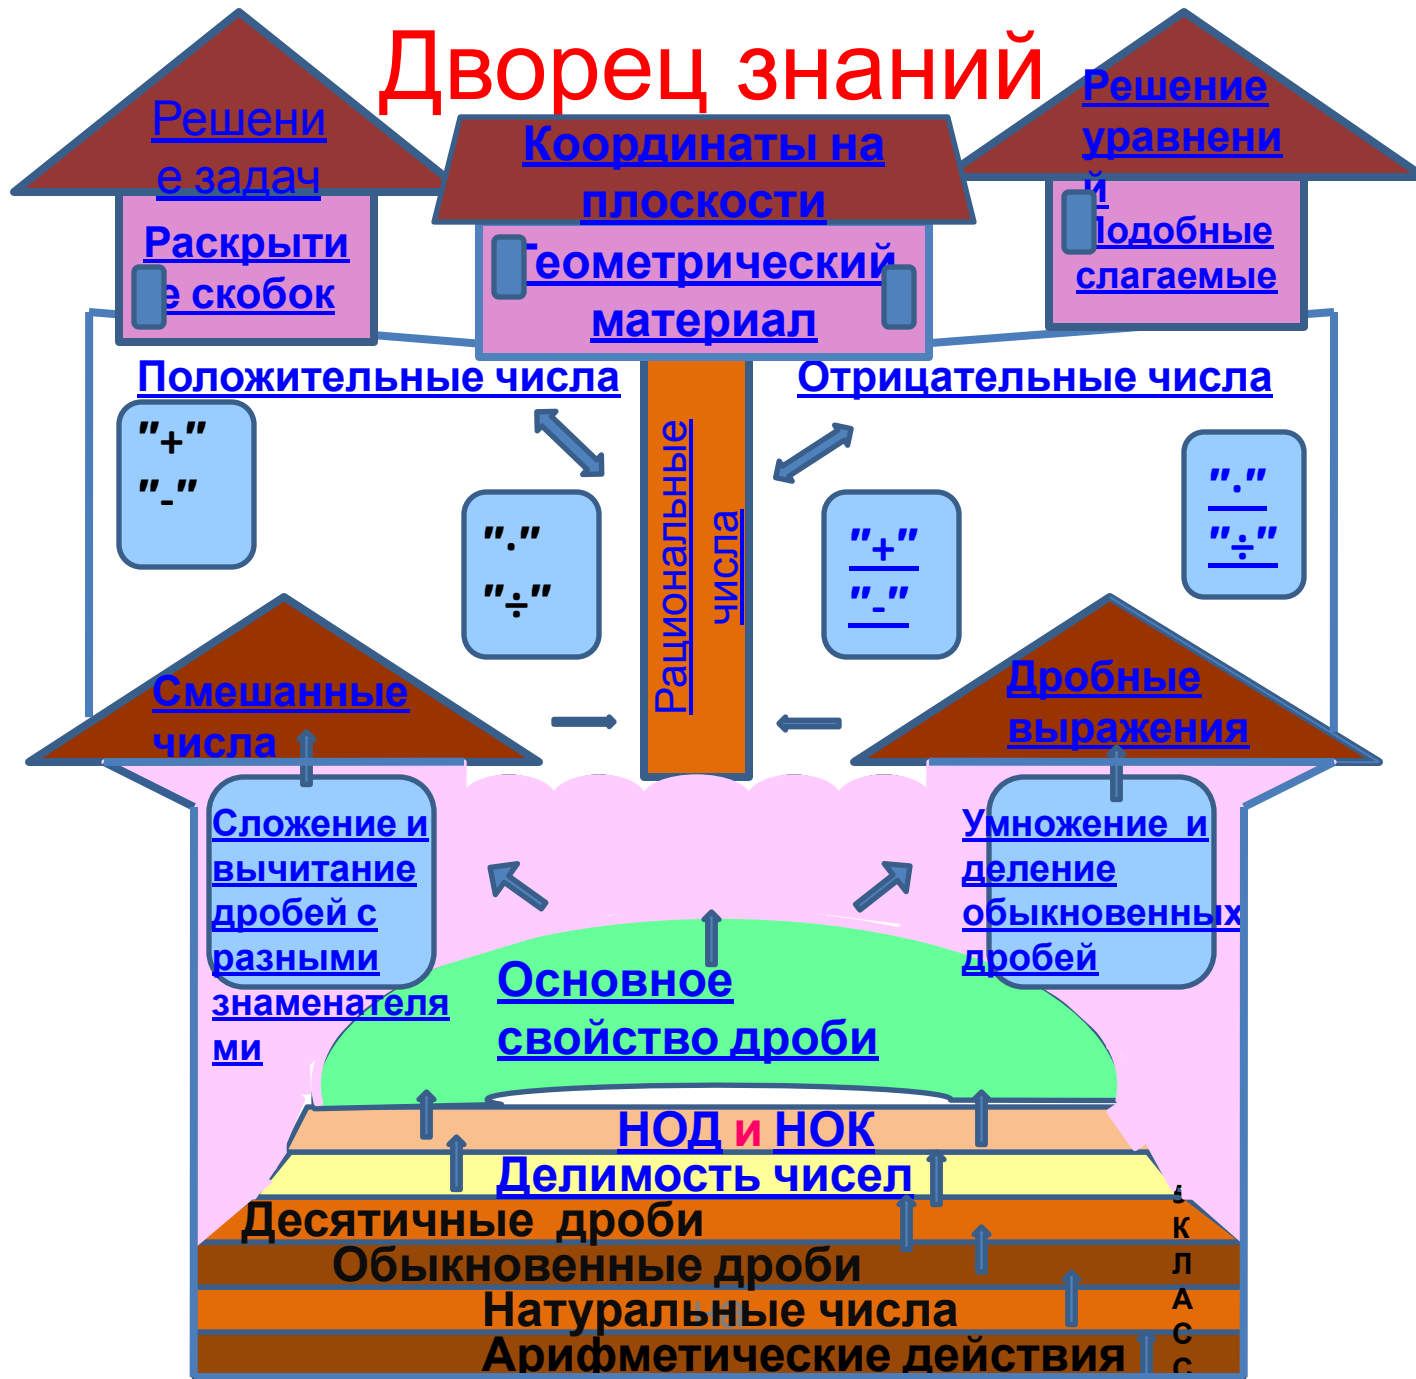 Дворец знаний
Решени
е задач
Раскрыти
е скобок
Координаты на
плоскости
Геометрический
материал
Решение
уравнени
й
Подобные
слагаемые
Положительные числа
Отрицательные числа
"+"
"-"
"·"
"÷"
Рациональные
числа
"+"
"-"
"·"
"÷"
Смешанные
числа
Дробные
выражения
Сложение и
вычитание
дробей с
разными
знаменателя
ми
Умножение и
деление
обыкновенных
дробей
Основное
свойство дроби
НОД и НОК
Делимость чисел
Десятичные дроби
Обыкновенные дроби
Натуральные числа
Арифметические действия
К
Л
А
С
С